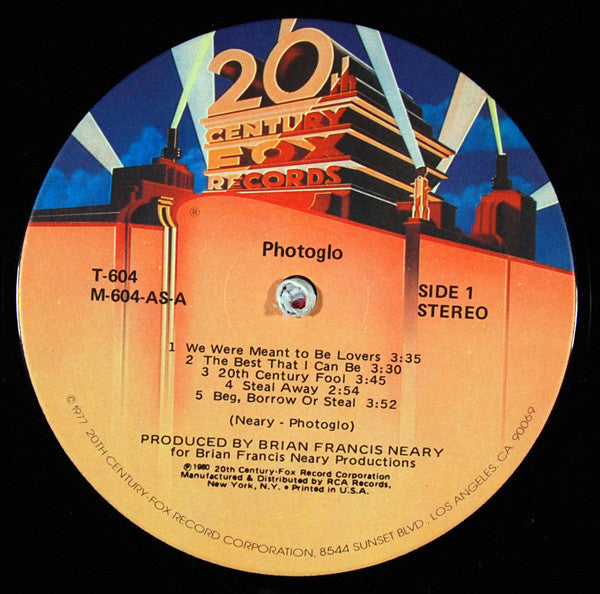 20th
CENTURY
FOX
RECORDS
®
Photoglo
T-604
M-604-AS-A
SIDE 1
STEREO
1 We Were Meant to Be Lovers 3:35
2 The Best That I Can Be 3:30
3 20th Century Fool 3:45
4 Steal Away 2:54
5 Beg, Borrow Or Steal 3:52
(Neary - Photoglo)
PRODUCED BY BRIAN FRANCIS NEARY
for Brian Francis Neary Productions
℗ 1980 20th Century-Fox Record Corporation
Manufactured & Distributed by RCA Records,
New York, N.Y. • Printed in U.S.A.
© 1977 20TH CENTURY-FOX RECORD CORPORATION, 8544 SUNSET BLVD., LOS ANGELES, CA. 90069